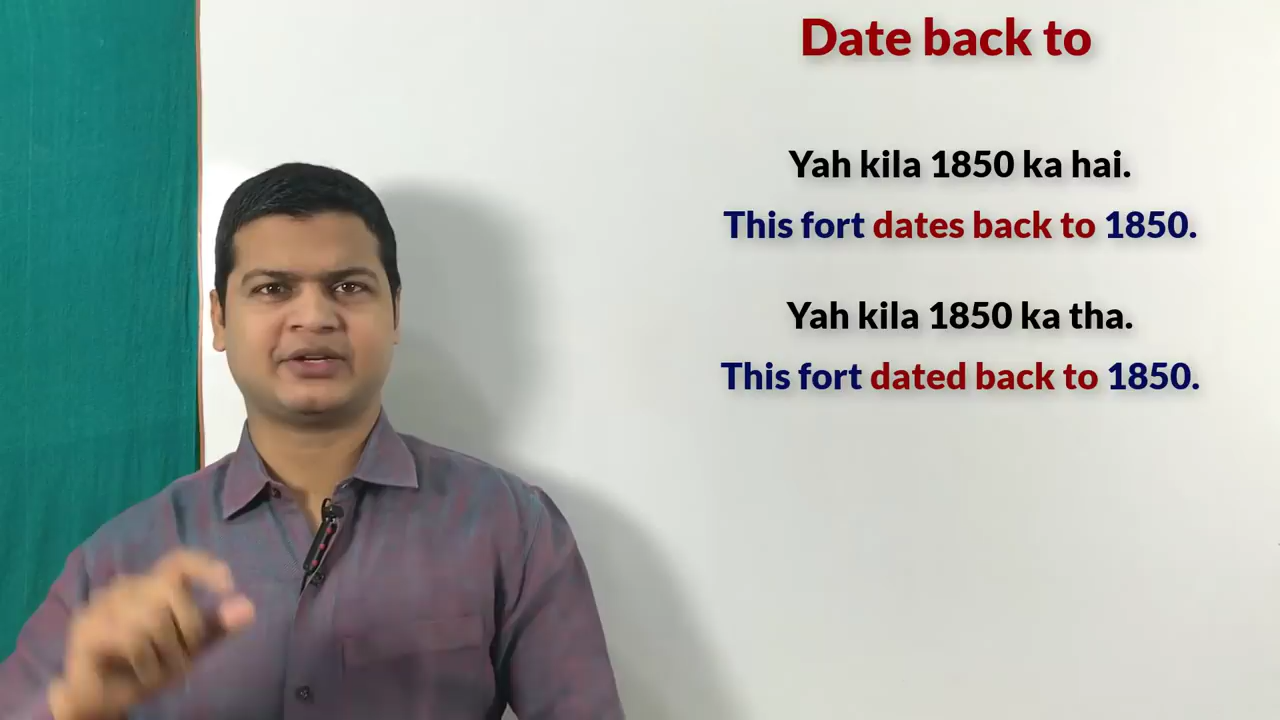 Date back to
Yah kila 1850 ka hai.
This fort dates back to 1850.
Yah kila 1850 ka tha.
This fort dated back to 1850.